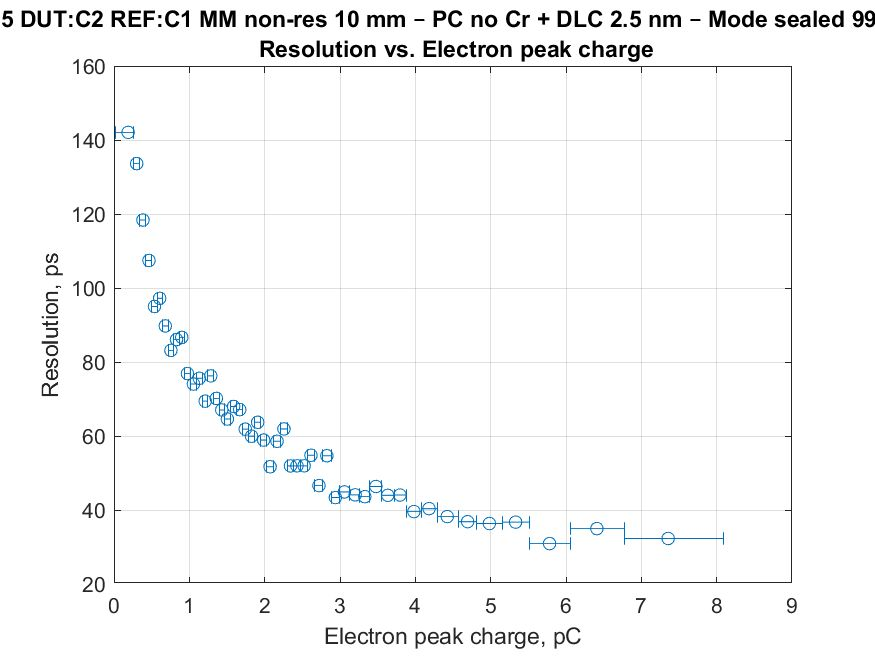 5 DUT:C2 REF:C1 MM non-res 10 mm – PC no Cr + DLC 2.5 nm – Mode sealed 99
Resolution vs. Electron peak charge
160
140
120
100
80
60
40
20
Resolution, ps
0 1 2 3 4 5 6 7 8 9
Electron peak charge, pC